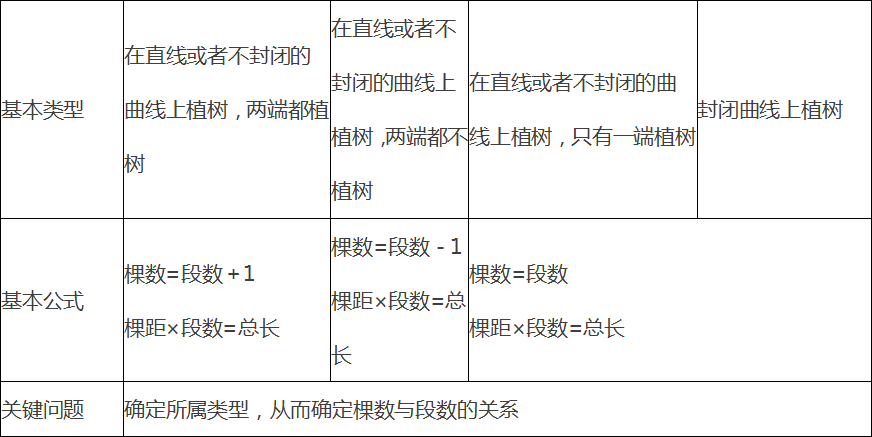 基本类型
在直线或者不封闭的
曲线上植树，两端都植
树
在直线或者不
封闭的曲线上
植树，两端都不
植树
在直线或者不封闭的曲
线上植树，只有一端植树
封闭曲线上植树
基本公式
棵数=段数＋1
棵距×段数=总长
棵数=段数－1
棵距×段数=总
长
棵数=段数
棵距×段数=总长
关键问题
确定所属类型，从而确定棵数与段数的关系